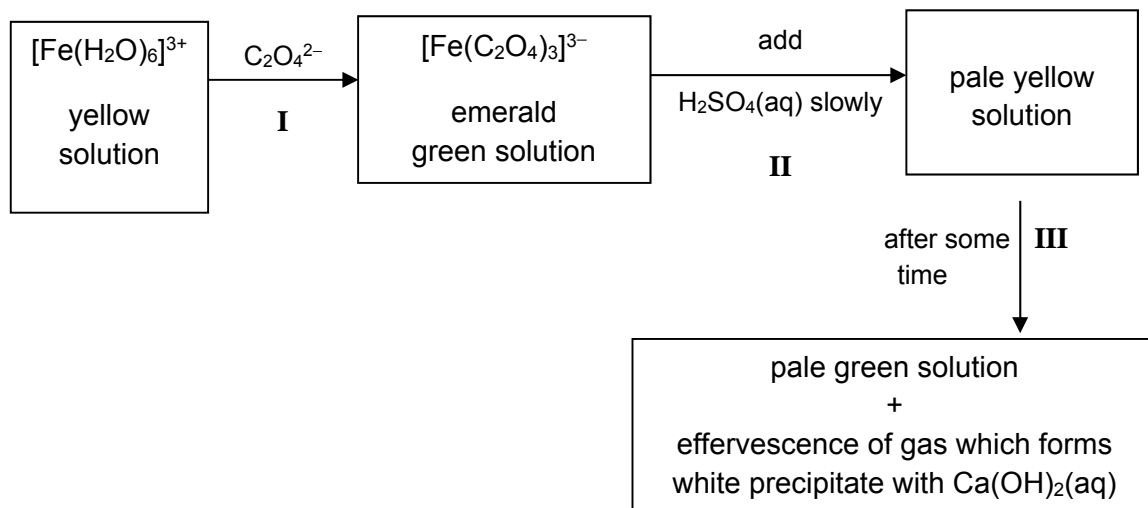 [Fe(H₂O)₆]³⁺
yellow
solution
C₂O₄²⁻
I
[Fe(C₂O₄)₃]³⁻
emerald
green solution
add
H₂SO₄(aq) slowly
II
pale yellow
solution
after some
time
III
pale green solution
+
effervescence of gas which forms
white precipitate with Ca(OH)₂(aq)